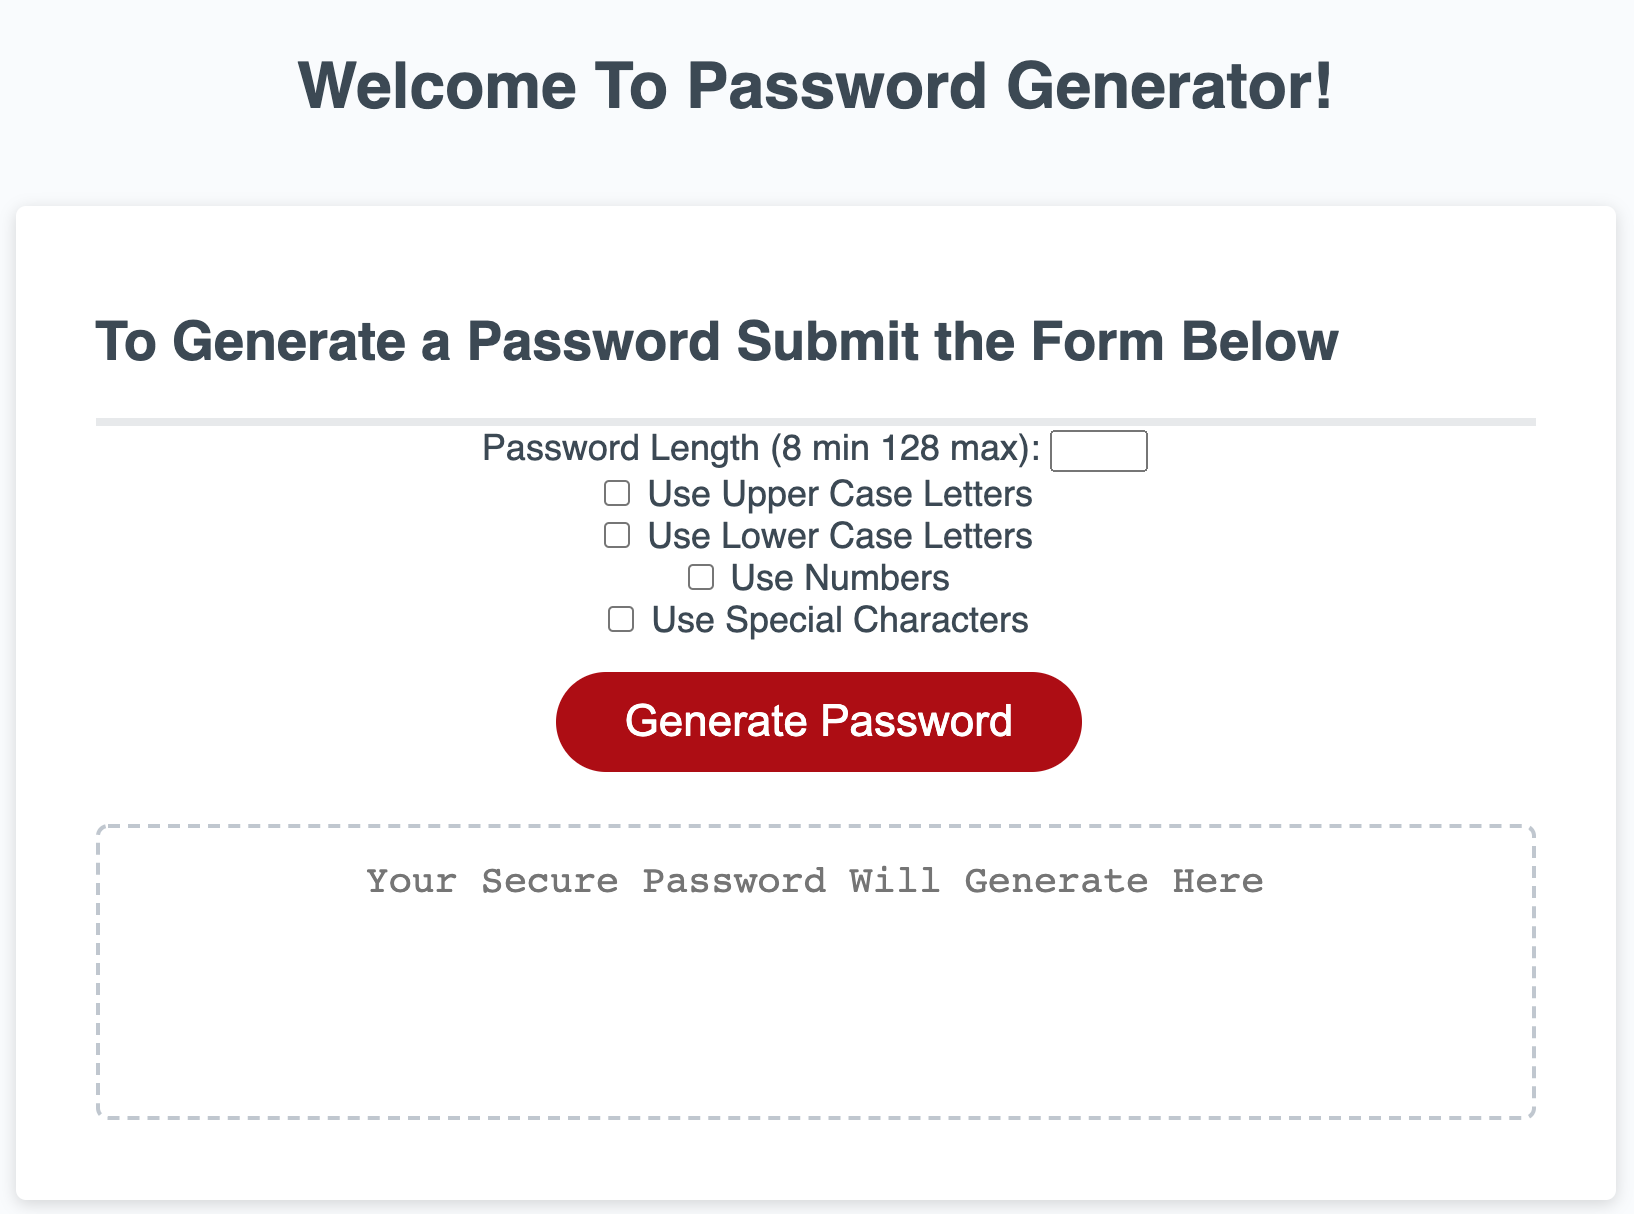 Welcome To Password Generator!
To Generate a Password Submit the Form Below
Password Length (8 min 128 max):
Use Upper Case Letters
Use Lower Case Letters
Use Numbers
Use Special Characters
Generate Password
Your Secure Password Will Generate Here